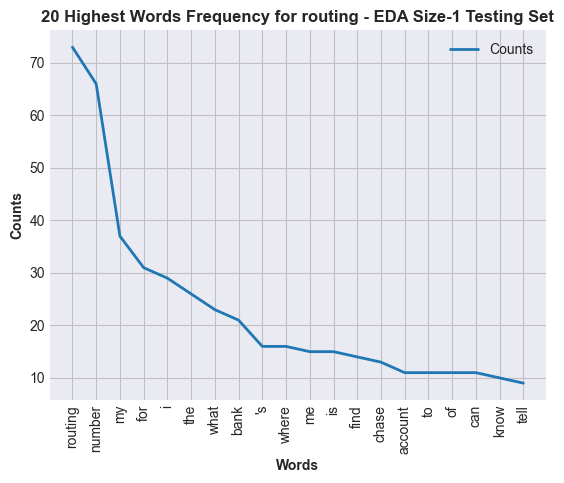 20 Highest Words Frequency for routing - EDA Size-1 Testing Set
Counts
Counts
70
60
50
40
30
20
10
routing
number
my
for
i
the
what
bank
's
where
me
is
find
chase
account
to
of
can
know
tell
Words